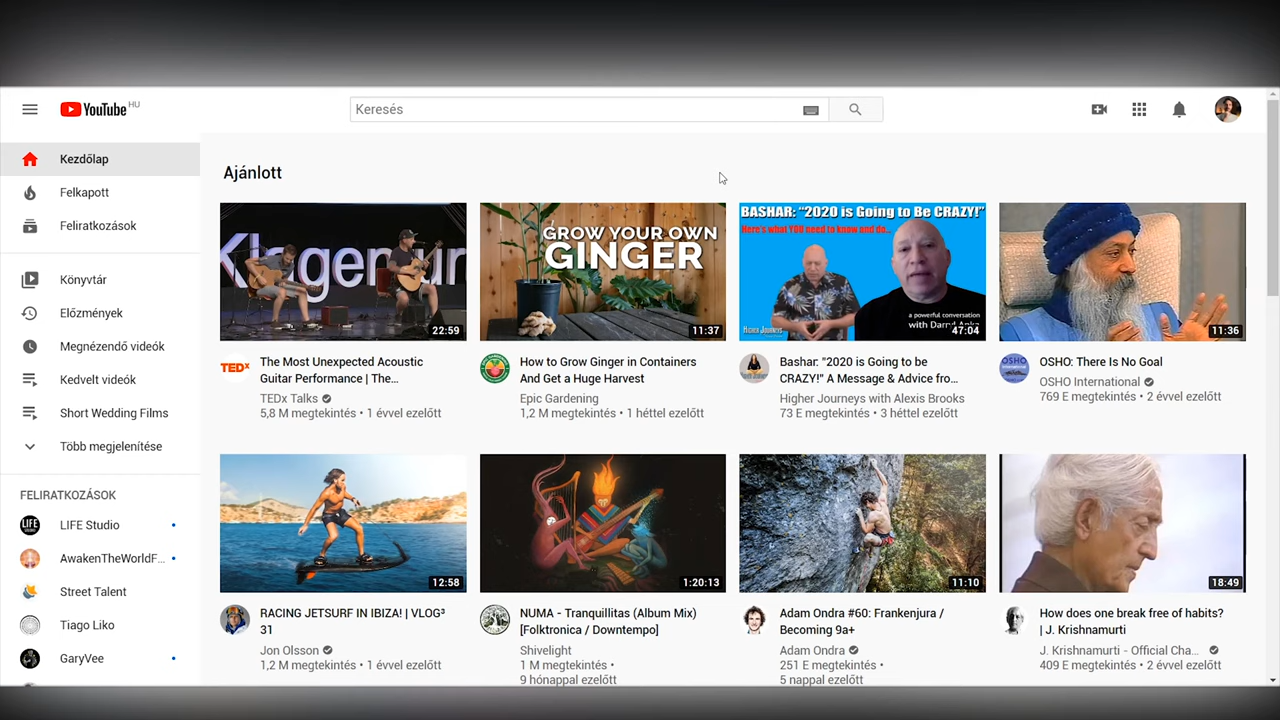 YouTube HU
Keresés
Kezdőlap
Felkapott
Feliratkozások
Könyvtár
Előzmények
Megnézendő videók
Kedvelt videók
Short Wedding Films
Több megjelenítése
FELIRATKOZÁSOK
LIFE Studio
AwakenTheWorldF...
Street Talent
Tiago Liko
GaryVee
Ajánlott
Klagenfur
22:59
TEDx
The Most Unexpected Acoustic
Guitar Performance | The...
TEDx Talks
5,8 M megtekintés • 1 évvel ezelőtt
GROW YOUR OWN
GINGER
11:37
How to Grow Ginger in Containers
And Get a Huge Harvest
Epic Gardening
1,2 M megtekintés • 1 héttel ezelőtt
BASHAR: "2020 is Going to Be CRAZY!"
Here's what YOU need to know and do...
a powerful conversation
with Darryl Anka
HIGHER JOURNEYS
47:04
Bashar: "2020 is Going to be
CRAZY!" A Message & Advice fro...
Higher Journeys with Alexis Brooks
73 E megtekintés • 3 héttel ezelőtt
11:36
OSHO
OSHO: There Is No Goal
OSHO International
769 E megtekintés • 2 évvel ezelőtt
12:58
RACING JETSURF IN IBIZA! | VLOG³
31
Jon Olsson
1,2 M megtekintés • 1 évvel ezelőtt
1:20:13
NUMA - Tranquillitas (Album Mix)
[Folktronica / Downtempo]
Shivelight
1 M megtekintés •
9 hónappal ezelőtt
11:10
Adam Ondra #60: Frankenjura /
Becoming 9a+
Adam Ondra
251 E megtekintés •
5 nappal ezelőtt
18:49
How does one break free of habits?
| J. Krishnamurti
J. Krishnamurti - Official Cha...
409 E megtekintés • 2 évvel ezelőtt